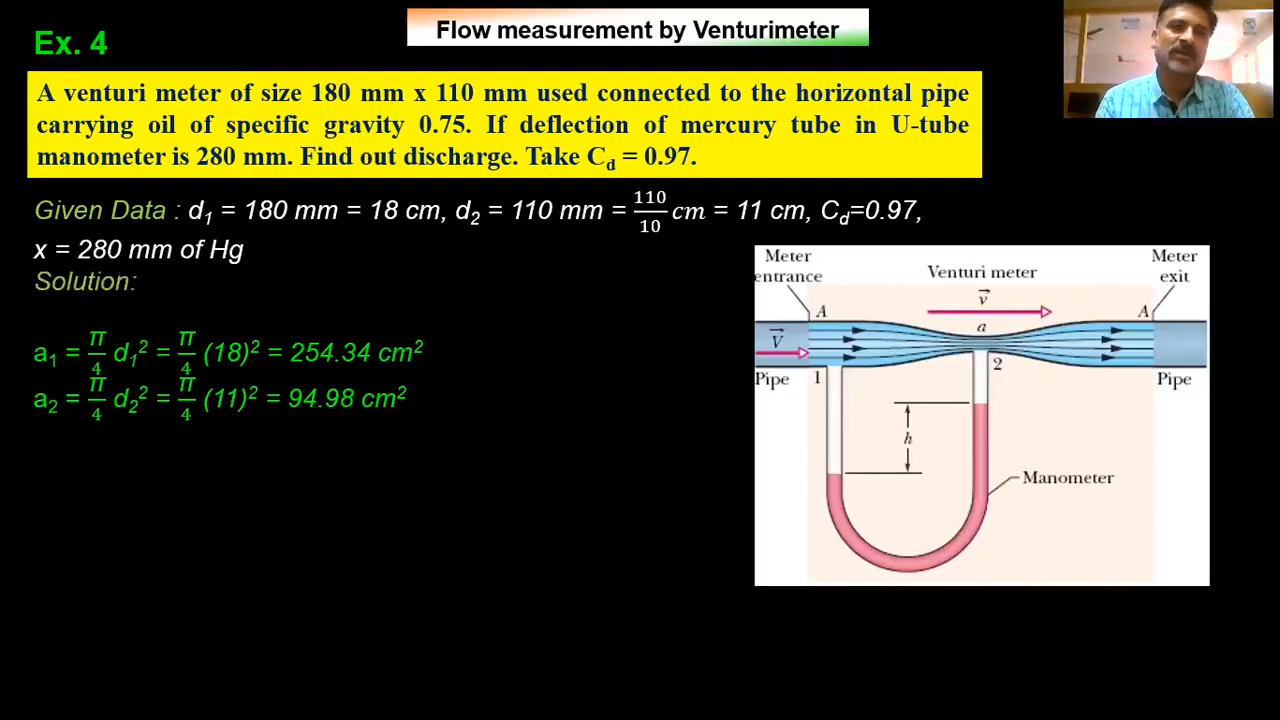 Flow measurement by Venturimeter
Ex. 4
A venturi meter of size 180 mm x 110 mm used connected to the horizontal pipe
carrying oil of specific gravity 0.75. If deflection of mercury tube in U-tube
manometer is 280 mm. Find out discharge. Take Cd = 0.97.
Given Data : d1 = 180 mm = 18 cm, d2 = 110 mm = 110/10 cm = 11 cm, Cd=0.97,
x = 280 mm of Hg
Solution:
a1 = π/4 d1² = π/4 (18)² = 254.34 cm²
a2 = π/4 d2² = π/4 (11)² = 94.98 cm²
Meter
entrance
Venturi meter
Meter
exit
v
A
a
A
V
Pipe
1
2
Pipe
h
Manometer